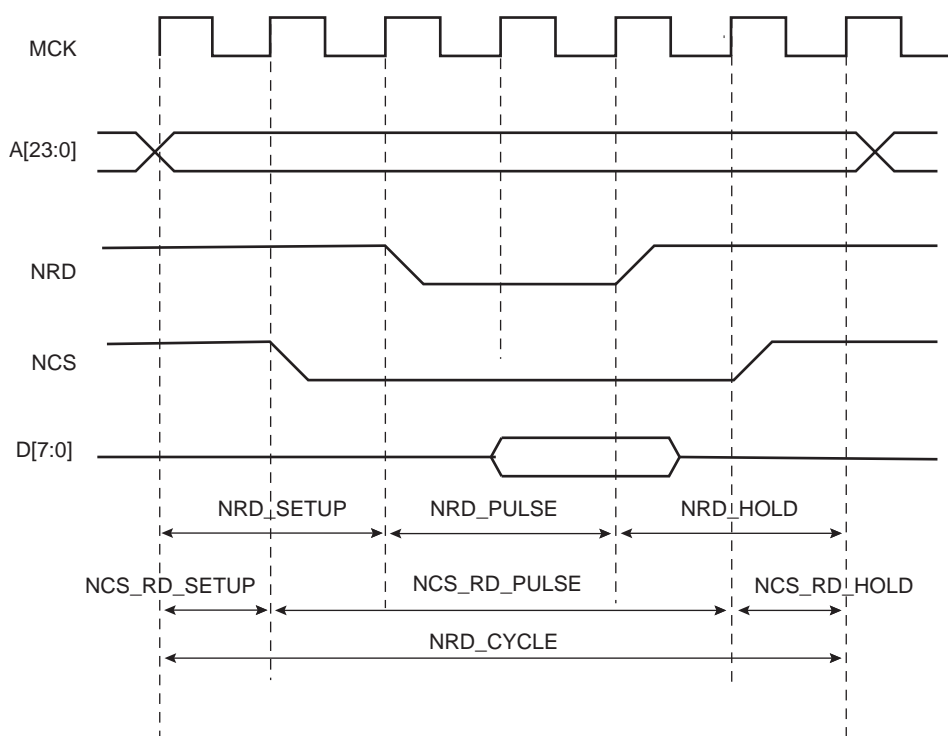 MCK
A[23:0]
NRD
NCS
D[7:0]
NRD_SETUP NRD_PULSE NRD_HOLD
NCS_RD_SETUP NCS_RD_PULSE NCS_RD_HOLD
NRD_CYCLE